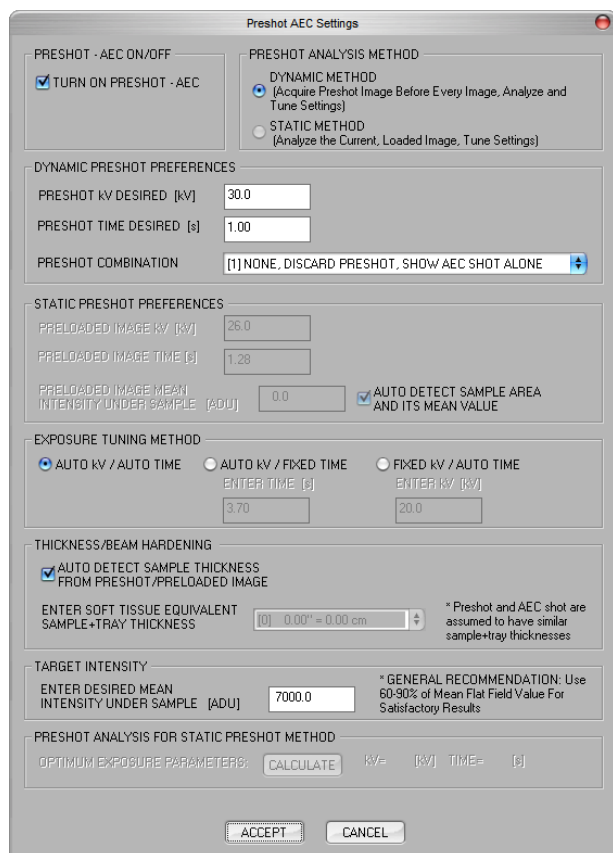 Preshot AEC Settings
PRESHOT - AEC ON/OFF
TURN ON PRESHOT - AEC
PRESHOT ANALYSIS METHOD
DYNAMIC METHOD
(Acquire Preshot Image Before Every Image, Analyze and
Tune Settings)
STATIC METHOD
(Analyze the Current, Loaded Image, Tune Settings)
DYNAMIC PRESHOT PREFERENCES
PRESHOT kV DESIRED [kV] 30.0
PRESHOT TIME DESIRED [s] 1.00
PRESHOT COMBINATION [1] NONE, DISCARD PRESHOT, SHOW AEC SHOT ALONE
STATIC PRESHOT PREFERENCES
PRELOADED IMAGE kV [kV] 26.0
PRELOADED IMAGE TIME [s] 1.28
PRELOADED IMAGE MEAN
INTENSITY UNDER SAMPLE [ADU] 0.0
AUTO DETECT SAMPLE AREA
AND ITS MEAN VALUE
EXPOSURE TUNING METHOD
AUTO kV / AUTO TIME AUTO kV / FIXED TIME FIXED kV / AUTO TIME
ENTER TIME [s] ENTER kV [kV]
3.70 20.0
THICKNESS/BEAM HARDENING
AUTO DETECT SAMPLE THICKNESS
FROM PRESHOT/PRELOADED IMAGE
ENTER SOFT TISSUE EQUIVALENT
SAMPLE+TRAY THICKNESS
[0] 0.00" = 0.00 cm
* Preshot and AEC shot are
assumed to have similar
sample+tray thicknesses
TARGET INTENSITY
ENTER DESIRED MEAN
INTENSITY UNDER SAMPLE [ADU] 7000.0
* GENERAL RECOMMENDATION: Use
60-90% of Mean Flat Field Value For
Satisfactory Results
PRESHOT ANALYSIS FOR STATIC PRESHOT METHOD
OPTIMUM EXPOSURE PARAMETERS: CALCULATE kV= [kV] TIME= [s]
ACCEPT CANCEL